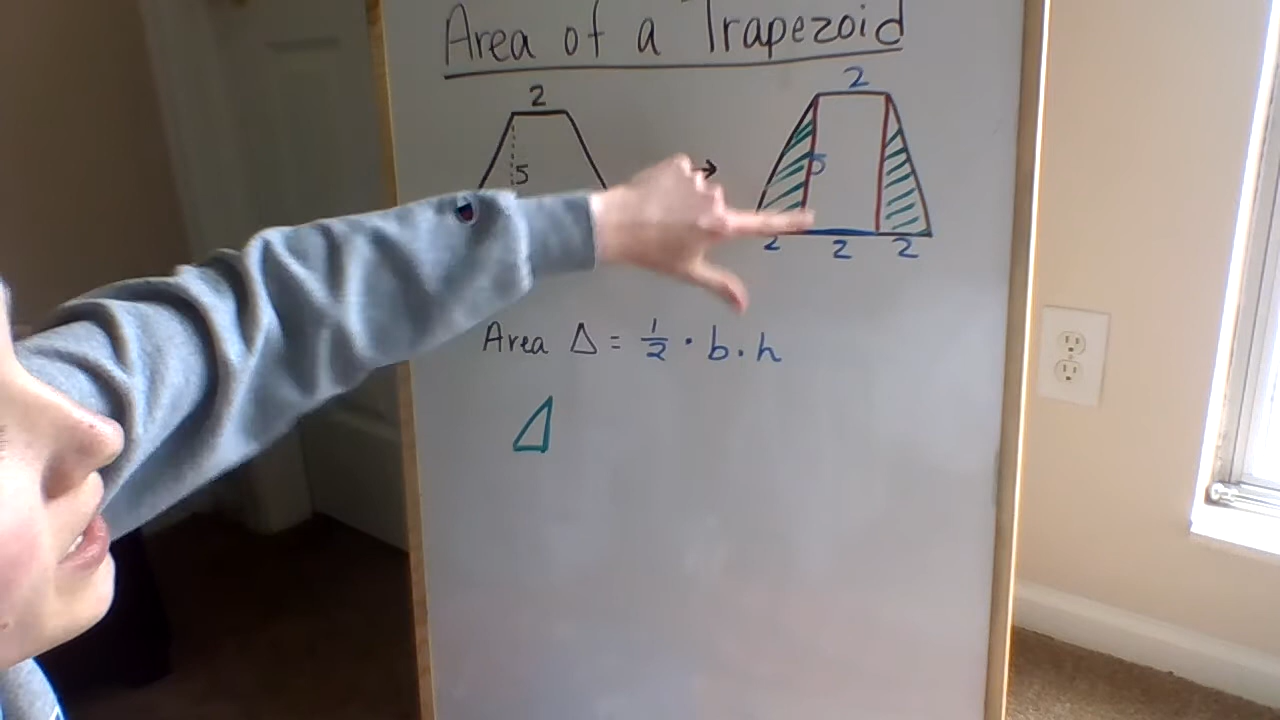 Area of a Trapezoid
2
2
5
5
2 2 2
Area Δ = 1/2 · b · h